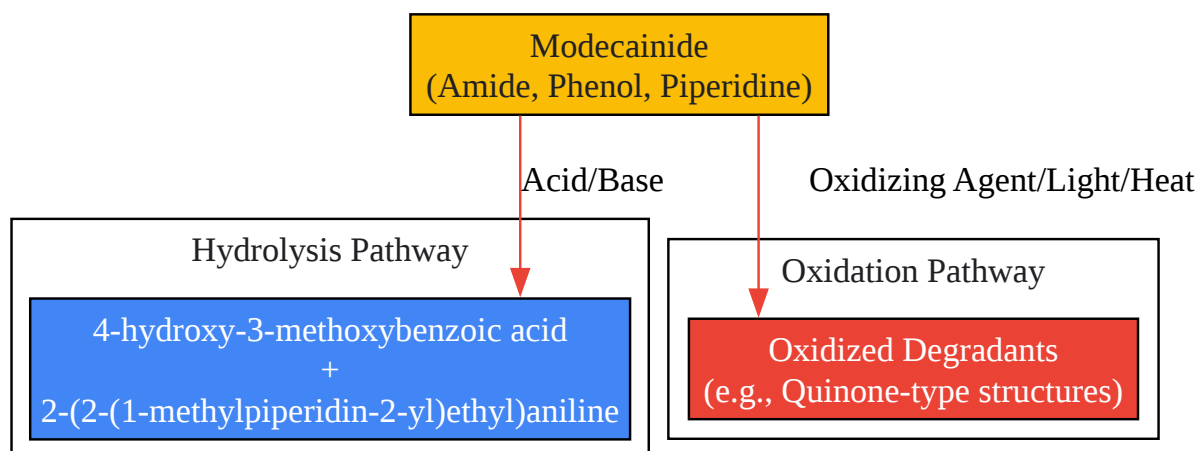 Modecainide
(Amide, Phenol, Piperidine)
Acid/Base
Oxidizing Agent/Light/Heat
Hydrolysis Pathway
4-hydroxy-3-methoxybenzoic acid
+
2-(2-(1-methylpiperidin-2-yl)ethyl)aniline
Oxidation Pathway
Oxidized Degradants
(e.g., Quinone-type structures)